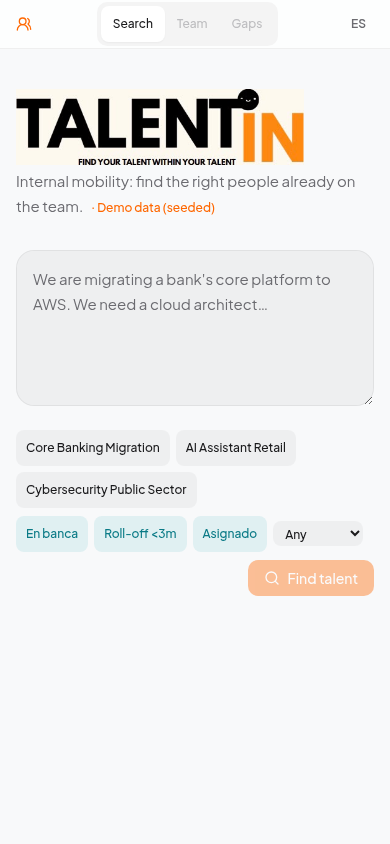 Search Team Gaps ES
TALENTIN
FIND YOUR TALENT WITHIN YOUR TALENT
Internal mobility: find the right people already on
the team. · Demo data (seeded)
We are migrating a bank's core platform to
AWS. We need a cloud architect…
Core Banking Migration AI Assistant Retail
Cybersecurity Public Sector
En banca Roll-off <3m Asignado Any
Find talent